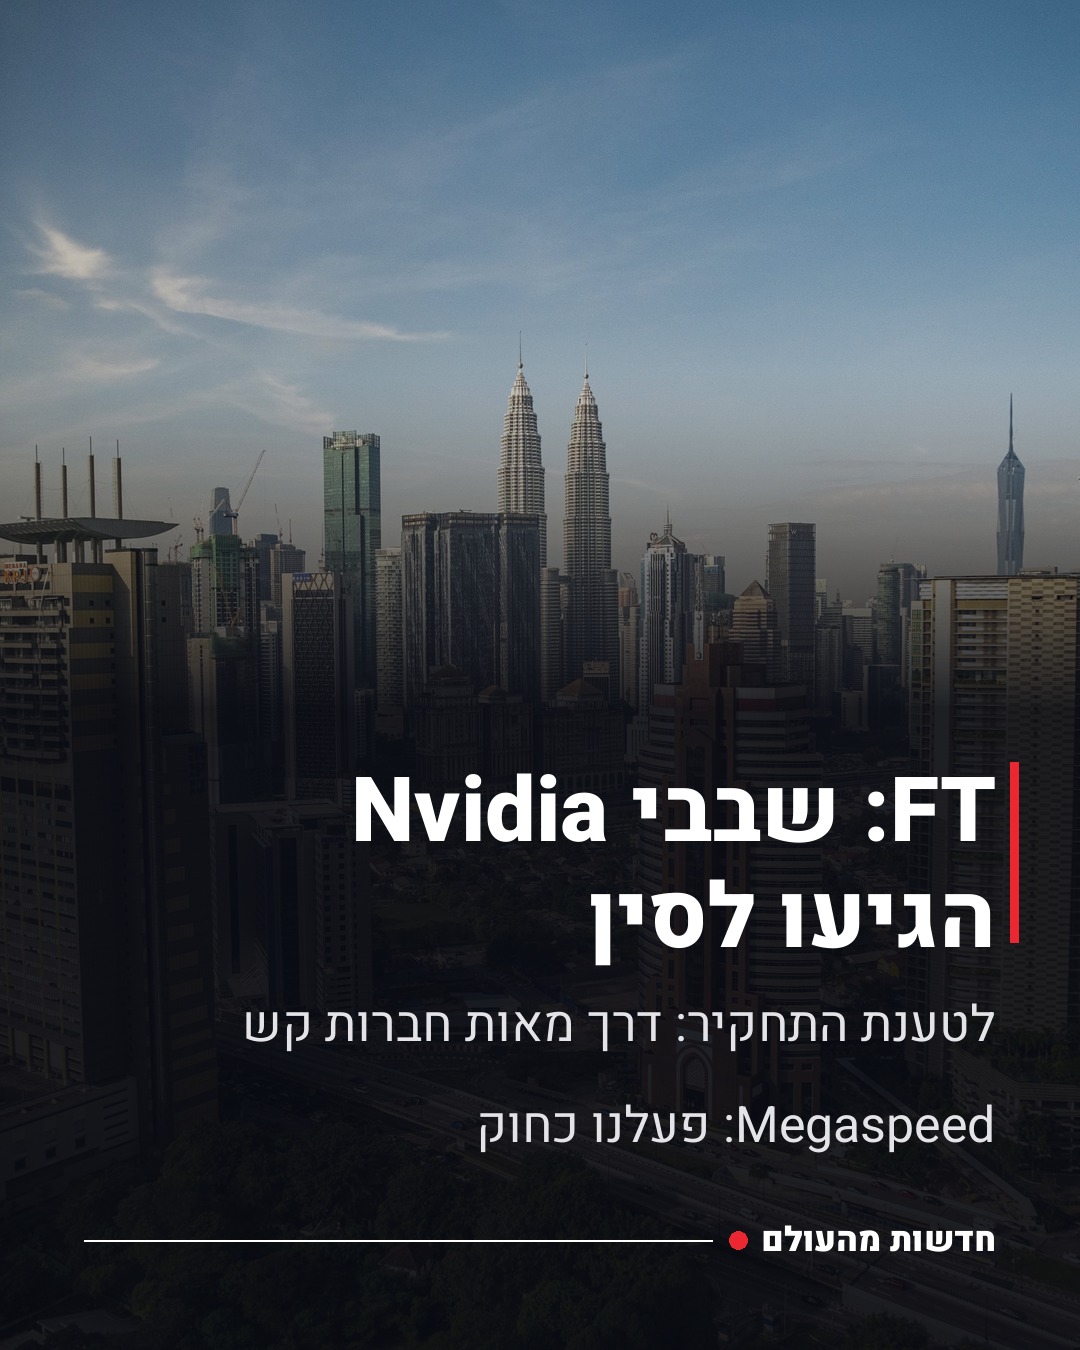 FT: שבבי Nvidia
הגיעו לסין
לטענת התחקיר: דרך מאות חברות קש
Megaspeed: פעלנו כחוק
חדשות מהעולם